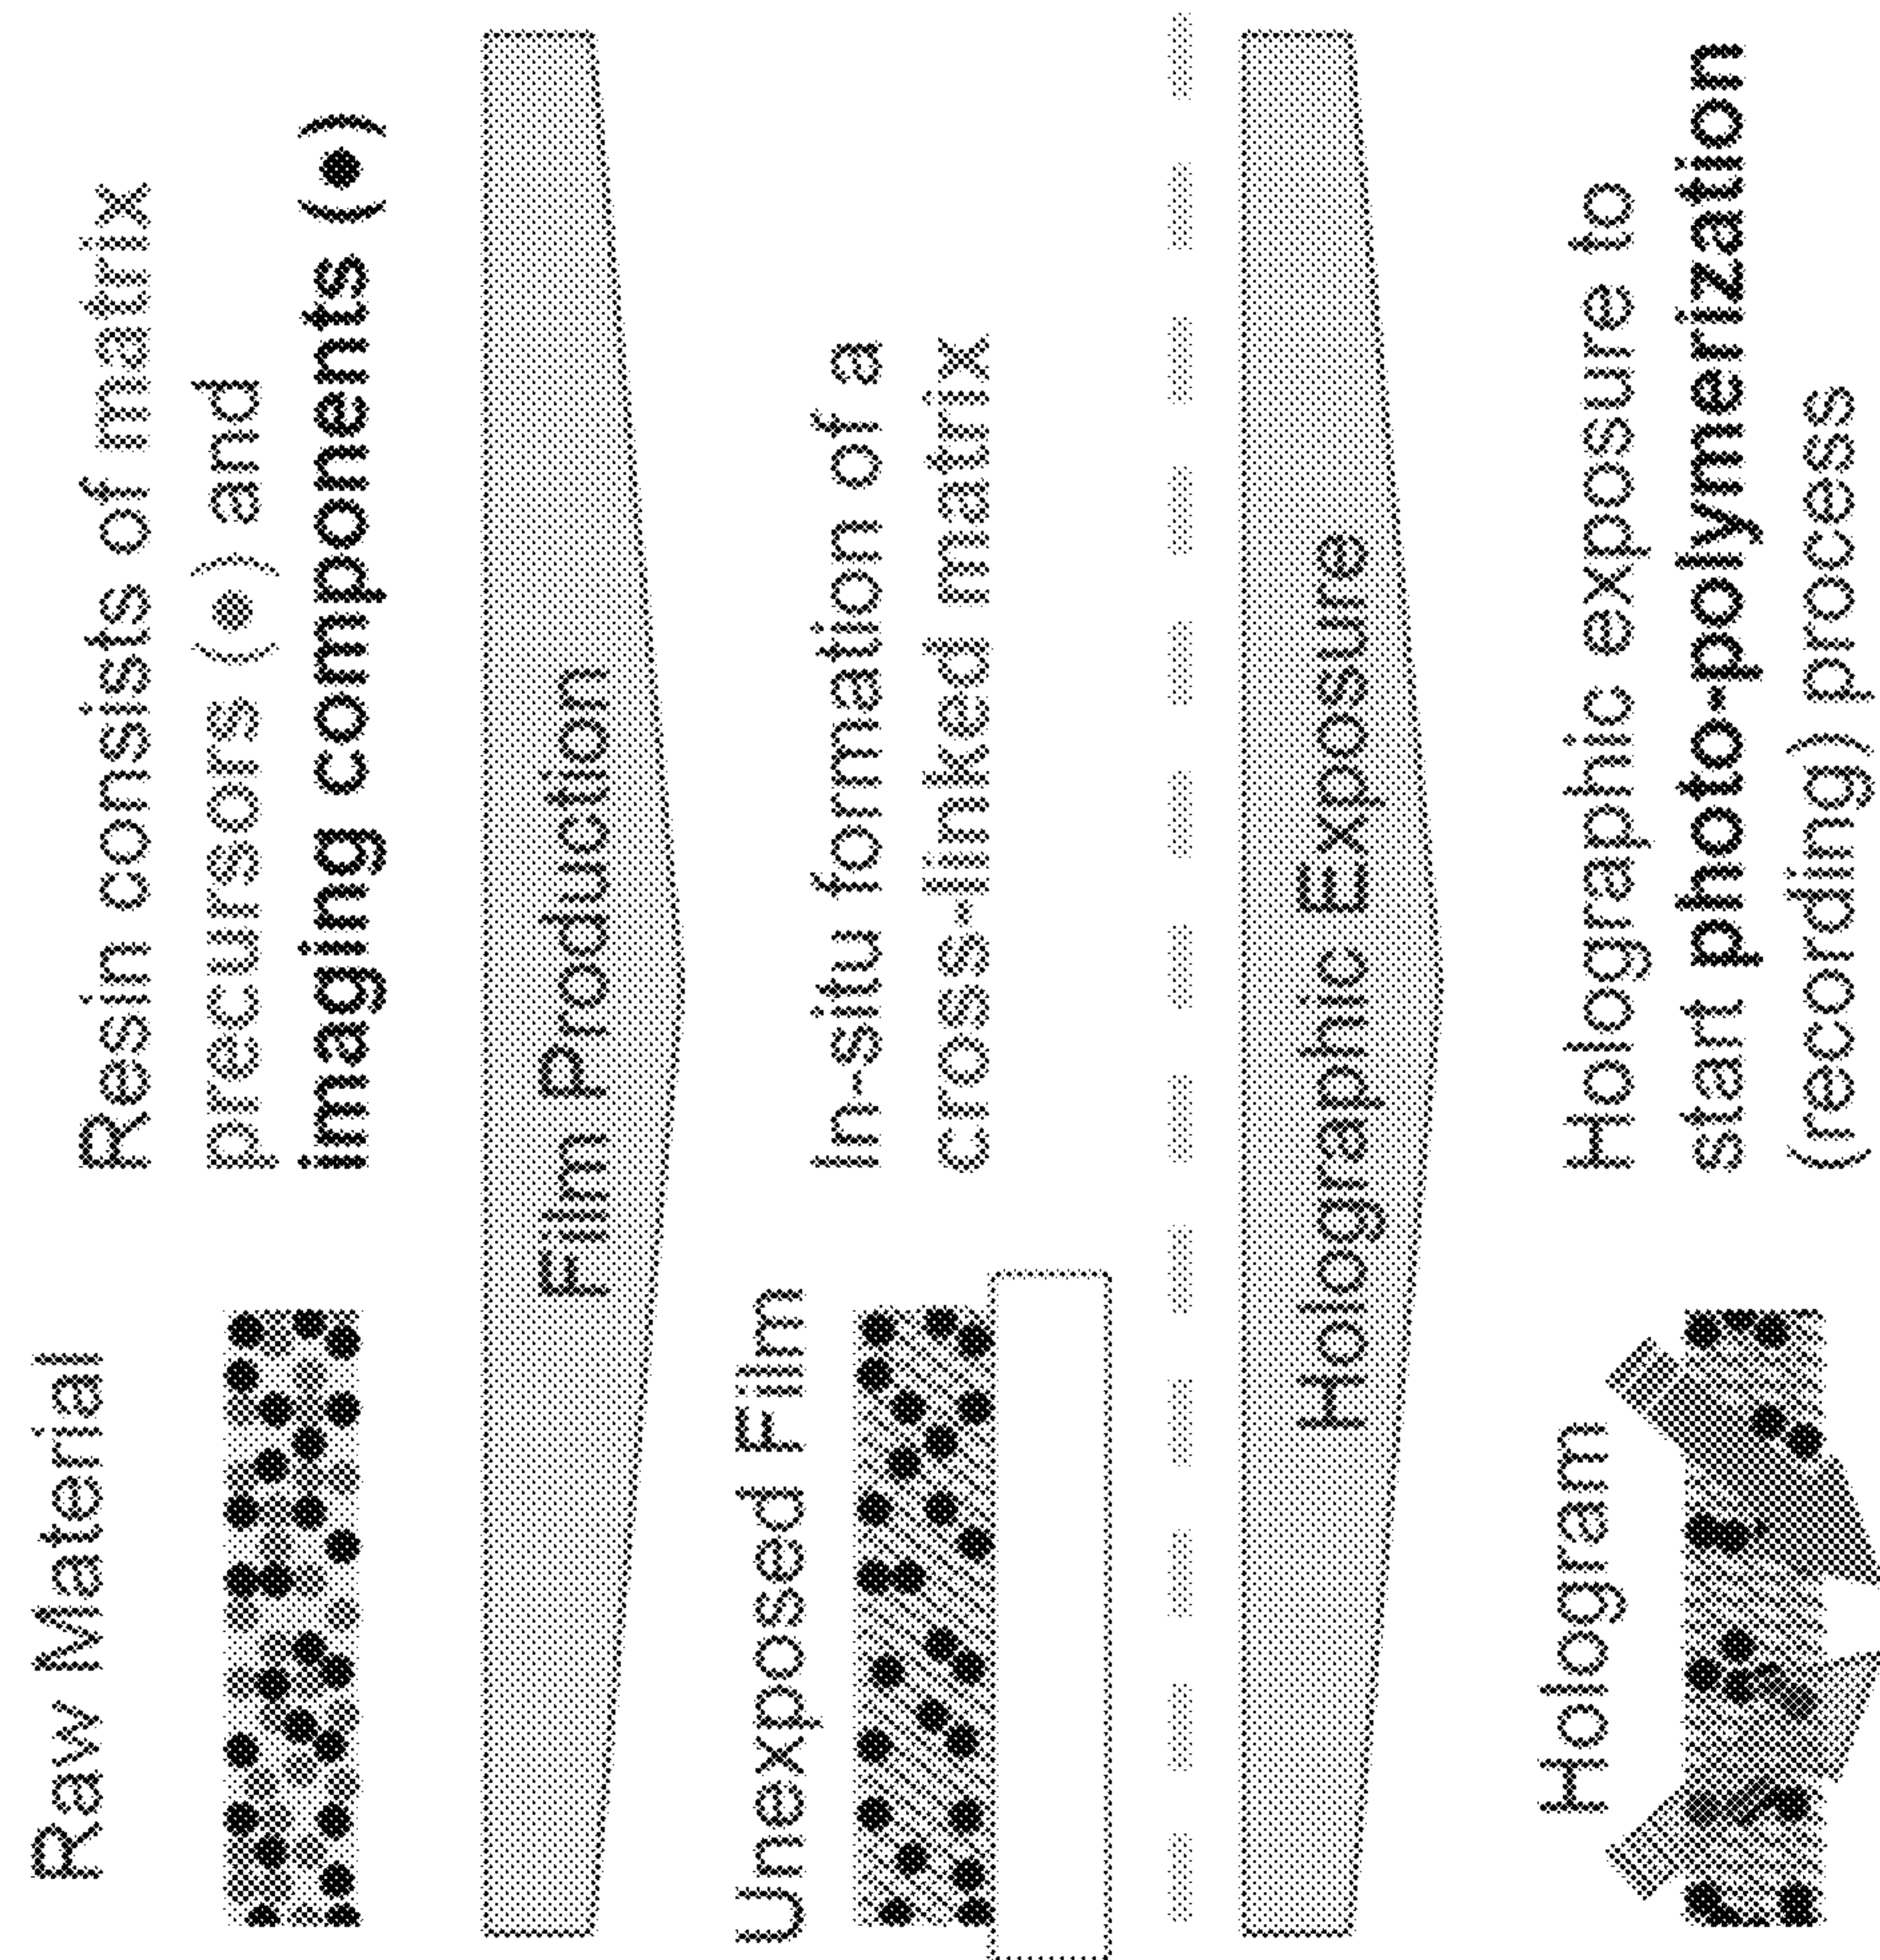 Raw Material
Resin consists of matrix
precursors (●) and
imaging components (●)
Film Production
Unexposed Film
In-situ formation of a
cross-linked matrix
Holographic Exposure
Hologram
Holographic exposure to
start photo-polymerization
(recording) process